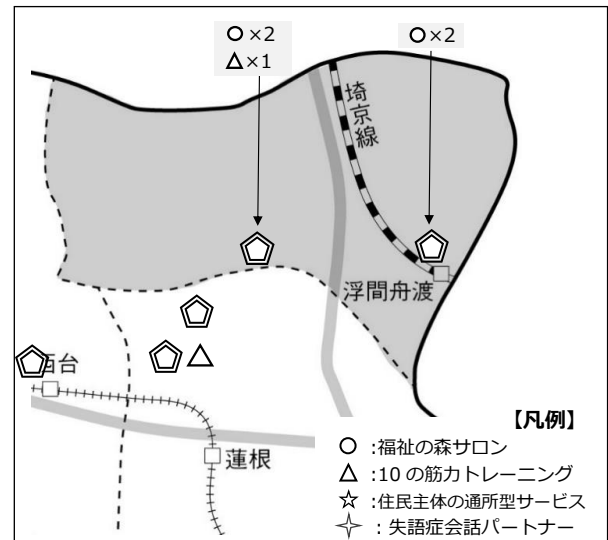 ○×2
△×1
○×2
埼京線
浮間舟渡
西台
蓮根
【凡例】
○ :福祉の森サロン
△ :10 の筋力トレーニング
☆ :住民主体の通所型サービス
✧ : 失語症会話パートナー